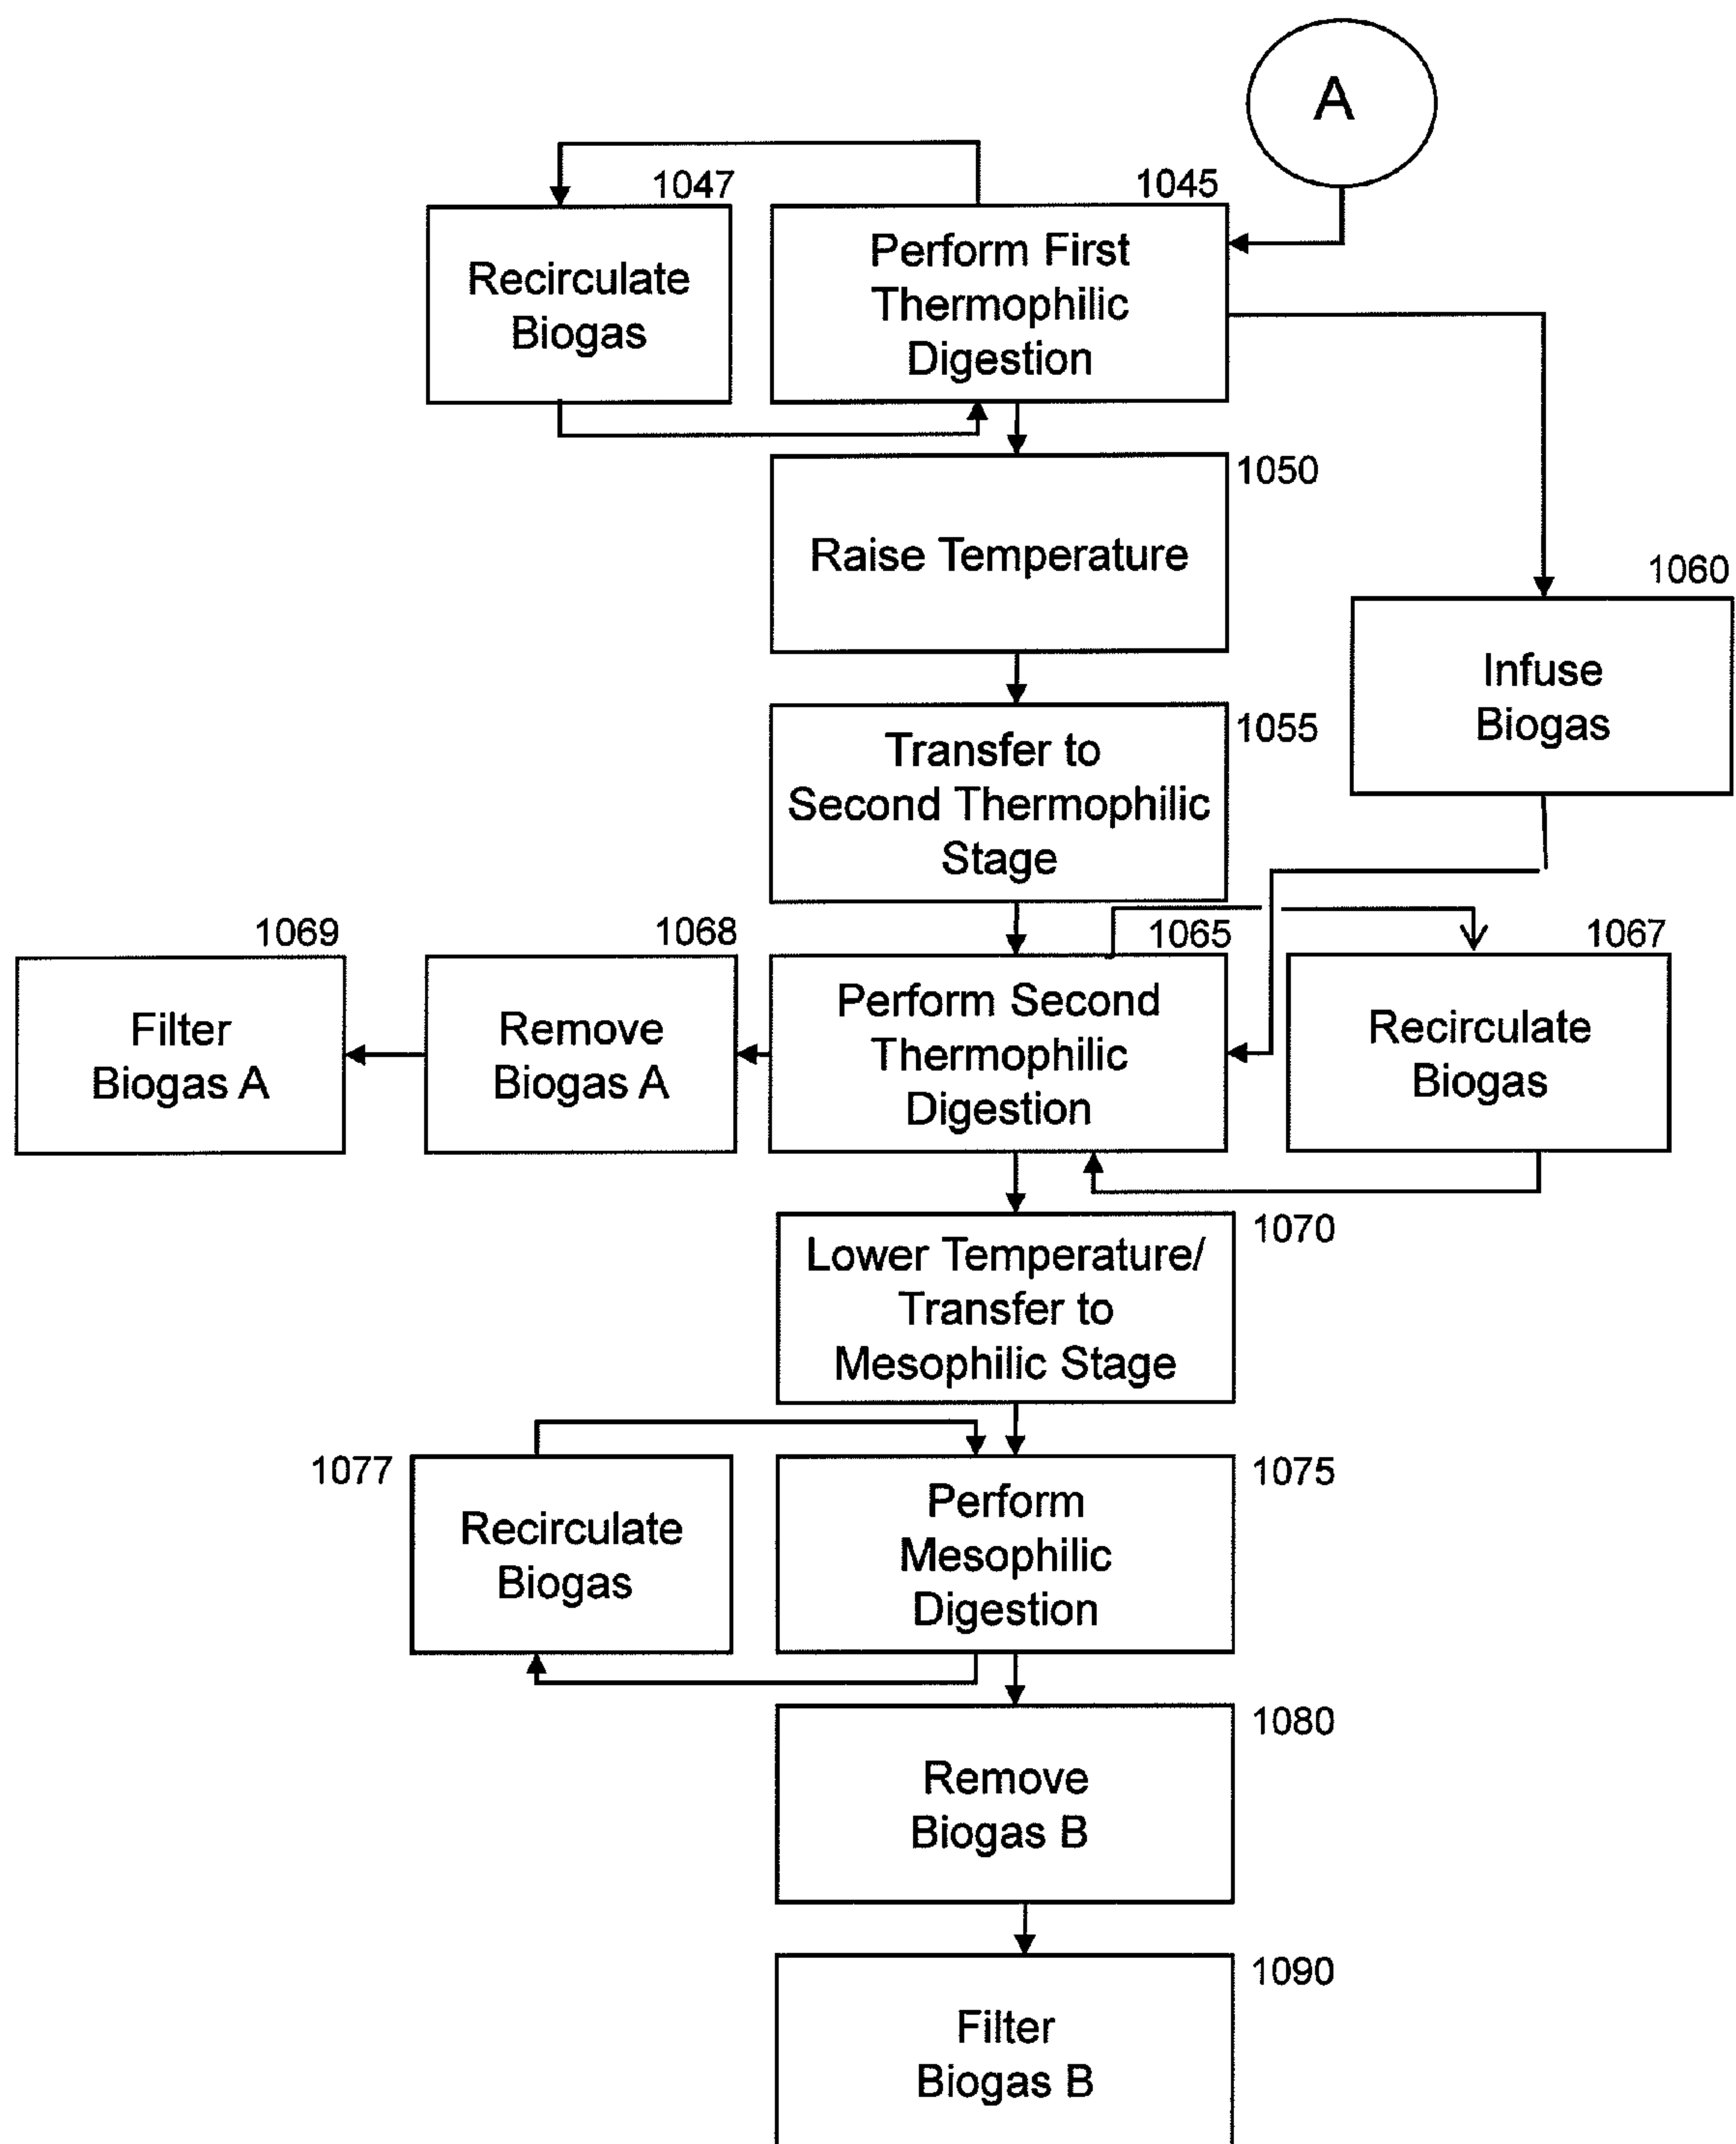 A
1047
1045
Recirculate
Biogas
Perform First
Thermophilic
Digestion
1050
Raise Temperature
1060
Infuse
Biogas
1055
Transfer to
Second Thermophilic
Stage
1069
1068
1065
1067
Filter
Biogas A
Remove
Biogas A
Perform Second
Thermophilic
Digestion
Recirculate
Biogas
1070
Lower Temperature/
Transfer to
Mesophilic Stage
1077
1075
Recirculate
Biogas
Perform
Mesophilic
Digestion
1080
Remove
Biogas B
1090
Filter
Biogas B